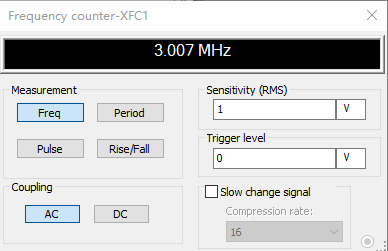 Frequency counter-XFC1
3.007 MHz
Measurement
Freq
Period
Pulse
Rise/Fall
Coupling
AC
DC
Sensitivity (RMS)
1
V
Trigger level
0
V
Slow change signal
Compression rate:
16